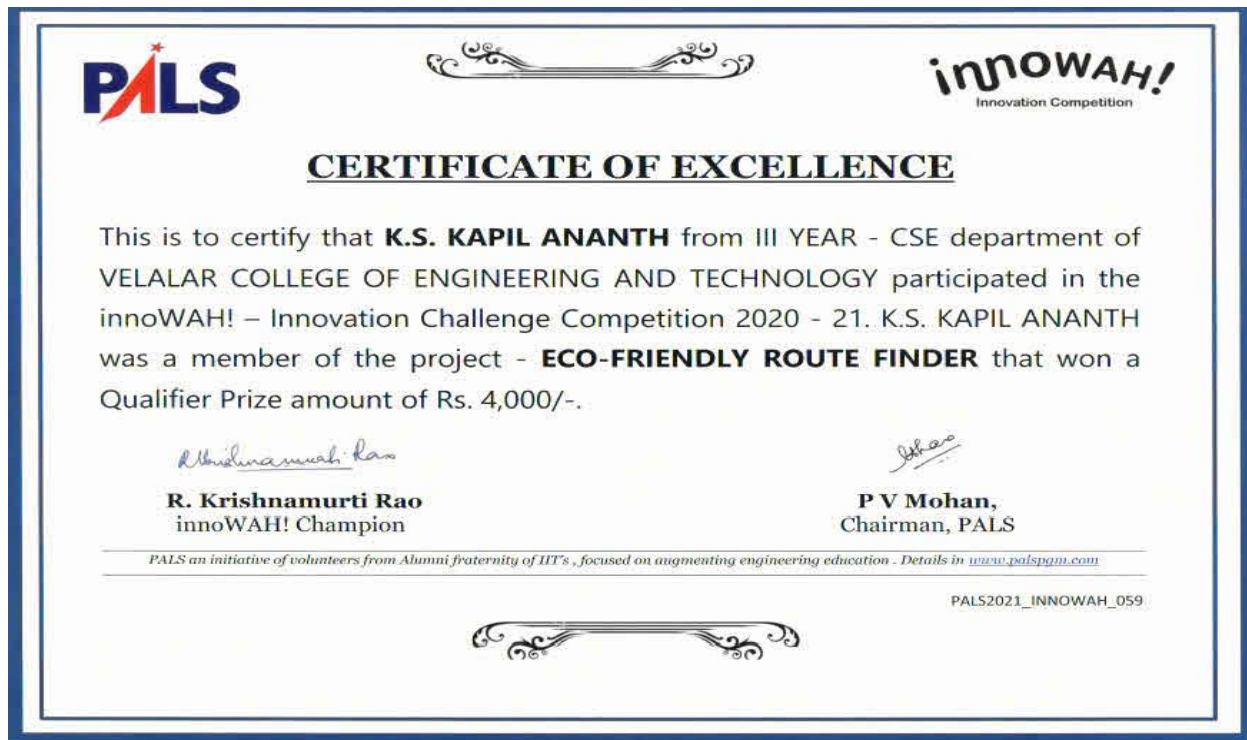 PALS
innOWAH!
Innovation Competition
CERTIFICATE OF EXCELLENCE
This is to certify that K.S. KAPIL ANANTH from III YEAR - CSE department of
VELALAR COLLEGE OF ENGINEERING AND TECHNOLOGY participated in the
innoWAH! – Innovation Challenge Competition 2020 - 21. K.S. KAPIL ANANTH
was a member of the project - ECO-FRIENDLY ROUTE FINDER that won a
Qualifier Prize amount of Rs. 4,000/-.
R. Krishnamurti Rao
P V Mohan,
innoWAH! Champion
Chairman, PALS
PALS an initiative of volunteers from Alumni fraternity of IIT's , focused on augmenting engineering education . Details in www.palspgm.com
PALS2021_INNOWAH_059